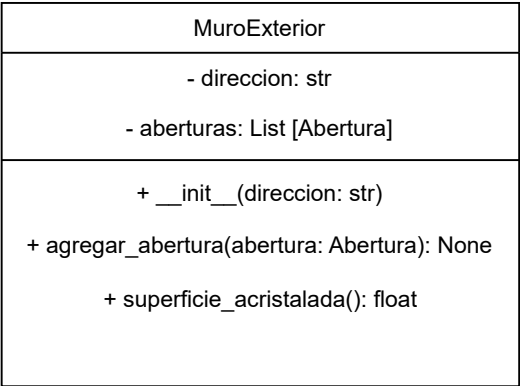 MuroExterior
- direccion: str
- aberturas: List [Abertura]
+ __init__(direccion: str)
+ agregar_abertura(abertura: Abertura): None
+ superficie_acristalada(): float